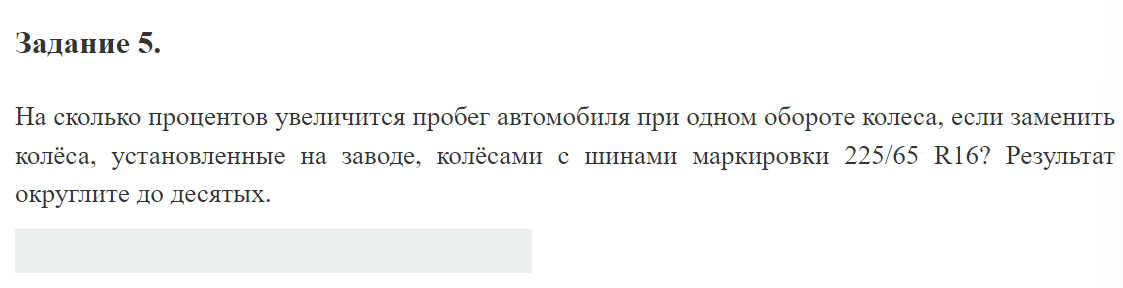 Задание 5.
На сколько процентов увеличится пробег автомобиля при одном обороте колеса, если заменить
колёса, установленные на заводе, колёсами с шинами маркировки 225/65 R16? Результат
округлите до десятых.